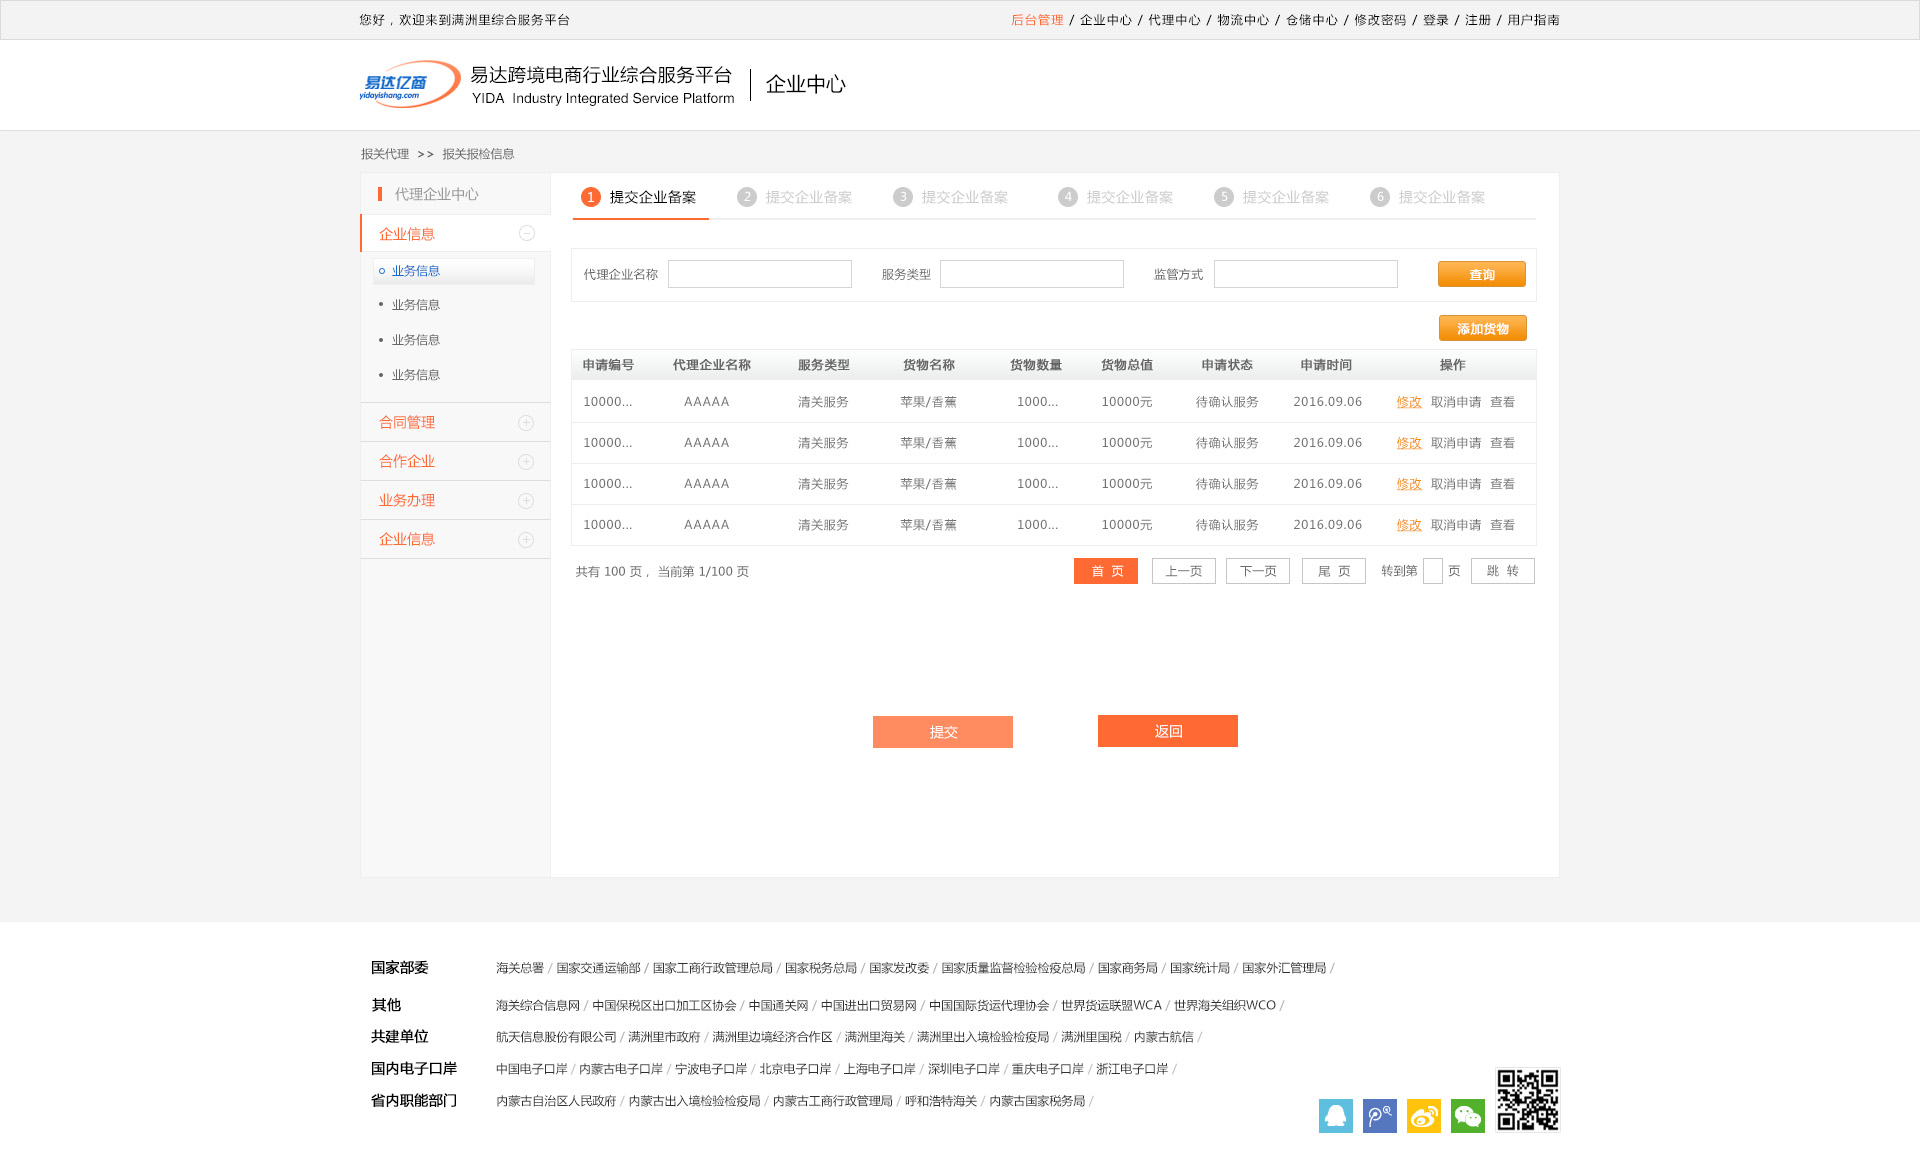 您好，欢迎来到满洲里综合服务平台
后台管理 / 企业中心 / 代理中心 / 物流中心 / 仓储中心 / 修改密码 / 登录 / 注册 / 用户指南
易达亿商
yidayishang.com
易达跨境电商行业综合服务平台
YIDA Industry Integrated Service Platform
企业中心
报关代理 >> 报关报检信息
代理企业中心
企业信息
业务信息
业务信息
业务信息
业务信息
合同管理
合作企业
业务办理
企业信息
1 提交企业备案 2 提交企业备案 3 提交企业备案 4 提交企业备案 5 提交企业备案 6 提交企业备案
代理企业名称 服务类型 监管方式 查询
添加货物
申请编号 代理企业名称 服务类型 货物名称 货物数量 货物总值 申请状态 申请时间 操作
10000... AAAAA 清关服务 苹果/香蕉 1000... 10000元 待确认服务 2016.09.06 修改 取消申请 查看
10000... AAAAA 清关服务 苹果/香蕉 1000... 10000元 待确认服务 2016.09.06 修改 取消申请 查看
10000... AAAAA 清关服务 苹果/香蕉 1000... 10000元 待确认服务 2016.09.06 修改 取消申请 查看
10000... AAAAA 清关服务 苹果/香蕉 1000... 10000元 待确认服务 2016.09.06 修改 取消申请 查看
共有 100 页， 当前第 1/100 页 首 页 上一页 下一页 尾 页 转到第 页 跳 转
提交 返回
国家部委 海关总署 / 国家交通运输部 / 国家工商行政管理总局 / 国家税务总局 / 国家发改委 / 国家质量监督检验检疫总局 / 国家商务局 / 国家统计局 / 国家外汇管理局 /
其他 海关综合信息网 / 中国保税区出口加工区协会 / 中国通关网 / 中国进出口贸易网 / 中国国际货运代理协会 / 世界货运联盟WCA / 世界海关组织WCO /
共建单位 航天信息股份有限公司 / 满洲里市政府 / 满洲里边境经济合作区 / 满洲里海关 / 满洲里出入境检验检疫局 / 满洲里国税 / 内蒙古航信 /
国内电子口岸 中国电子口岸 / 内蒙古电子口岸 / 宁波电子口岸 / 北京电子口岸 / 上海电子口岸 / 深圳电子口岸 / 重庆电子口岸 / 浙江电子口岸 /
省内职能部门 内蒙古自治区人民政府 / 内蒙古出入境检验检疫局 / 内蒙古工商行政管理局 / 呼和浩特海关 / 内蒙古国家税务局 /